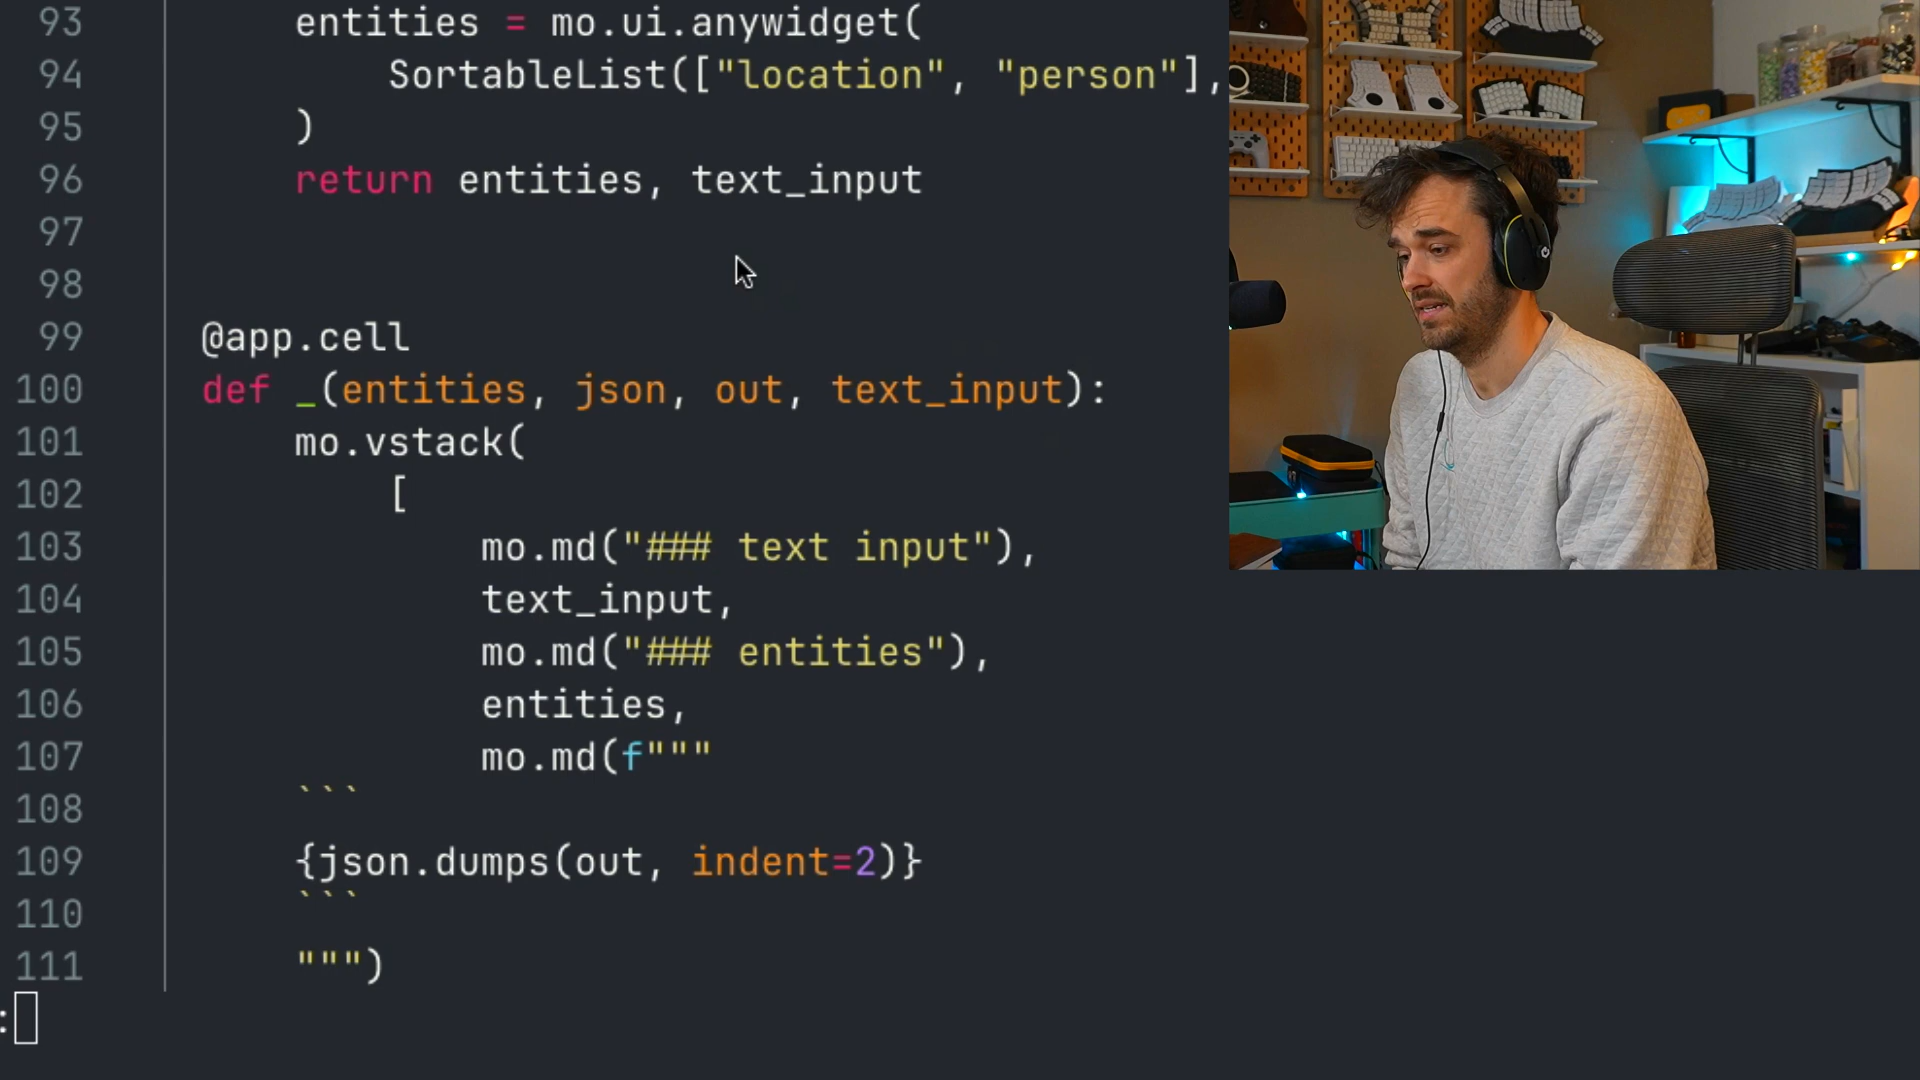 93 entities = mo.ui.anywidget(
94 SortableList(["location", "person"],
95 )
96 return entities, text_input
97
98
99 @app.cell
100 def _(entities, json, out, text_input):
101 mo.vstack(
102 [
103 mo.md("### text input"),
104 text_input,
105 mo.md("### entities"),
106 entities,
107 mo.md(f"""
108 ```
109 {json.dumps(out, indent=2)}
110 ```
111 """)
: